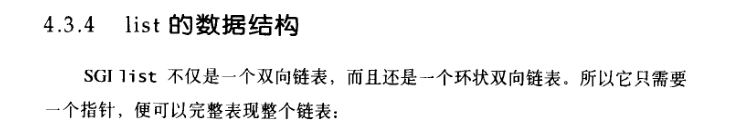 4.3.4 list 的数据结构
SGI list 不仅是一个双向链表，而且还是一个环状双向链表。所以它只需要
一个指针，便可以完整表现整个链表：